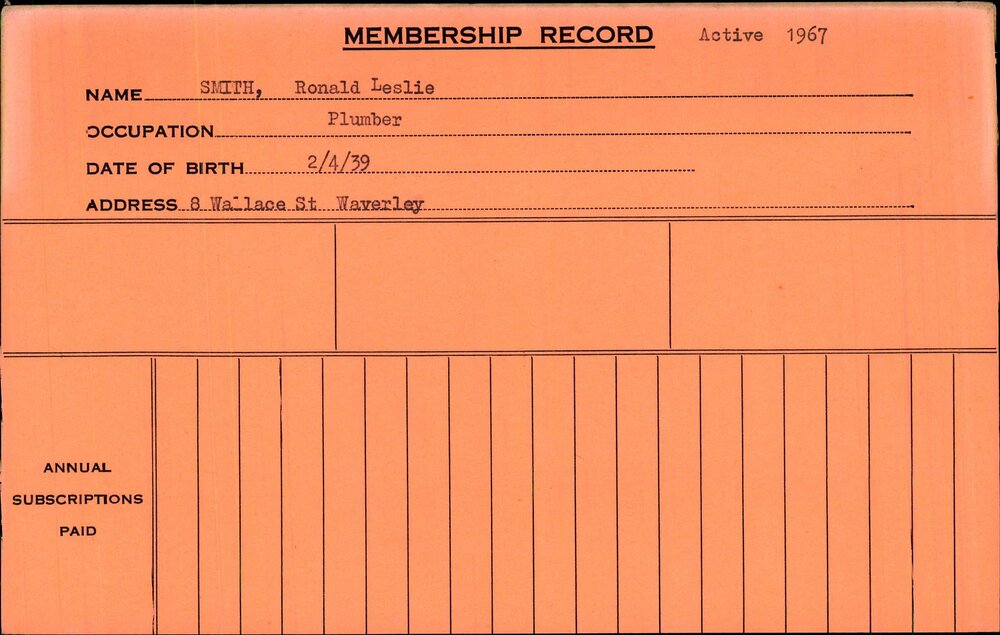 MEMBERSHIP RECORD Active 1967
NAME SMITH, Ronald Leslie
OCCUPATION Plumber
DATE OF BIRTH 2/4/39
ADDRESS 8 Wallace St Waverley
ANNUAL
SUBSCRIPTIONS
PAID